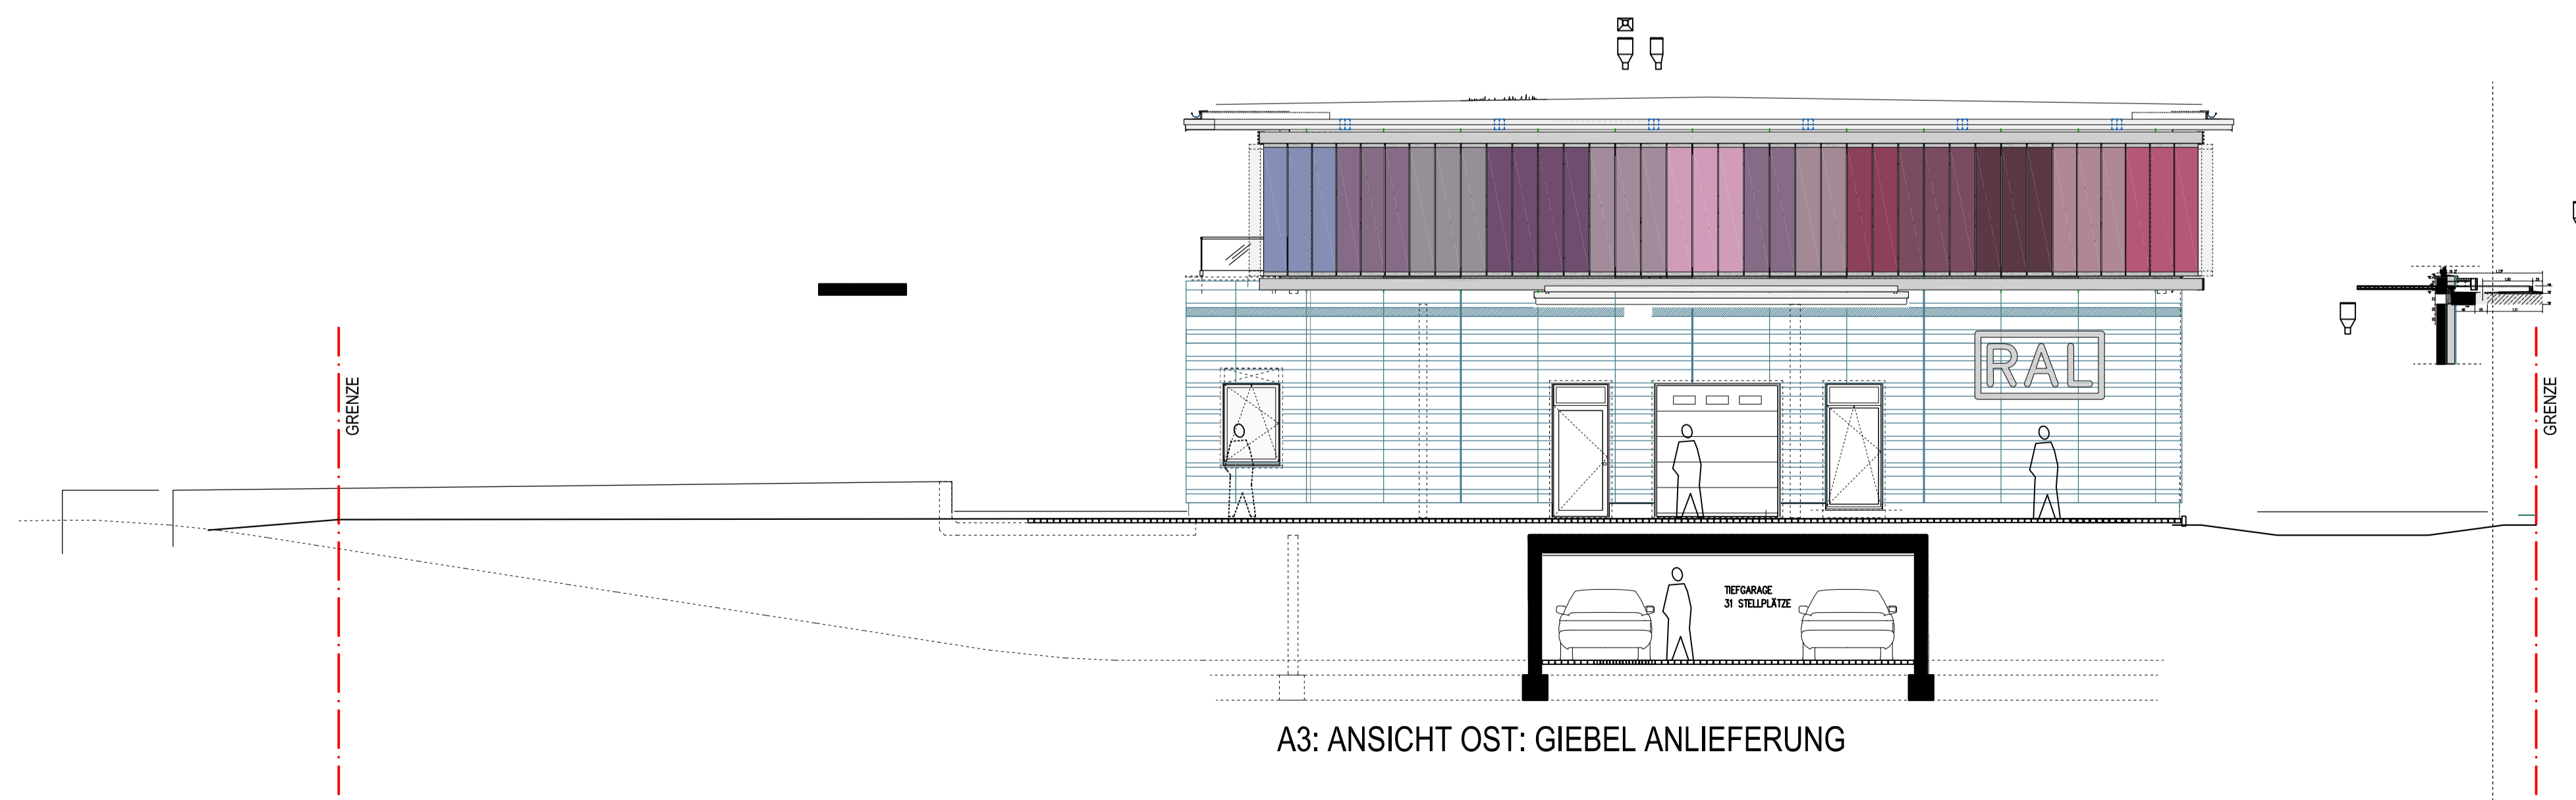 RAL
GRENZE
GRENZE
TIEFGARAGE
31 STELLPLÄTZE
A3: ANSICHT OST: GIEBEL ANLIEFERUNG